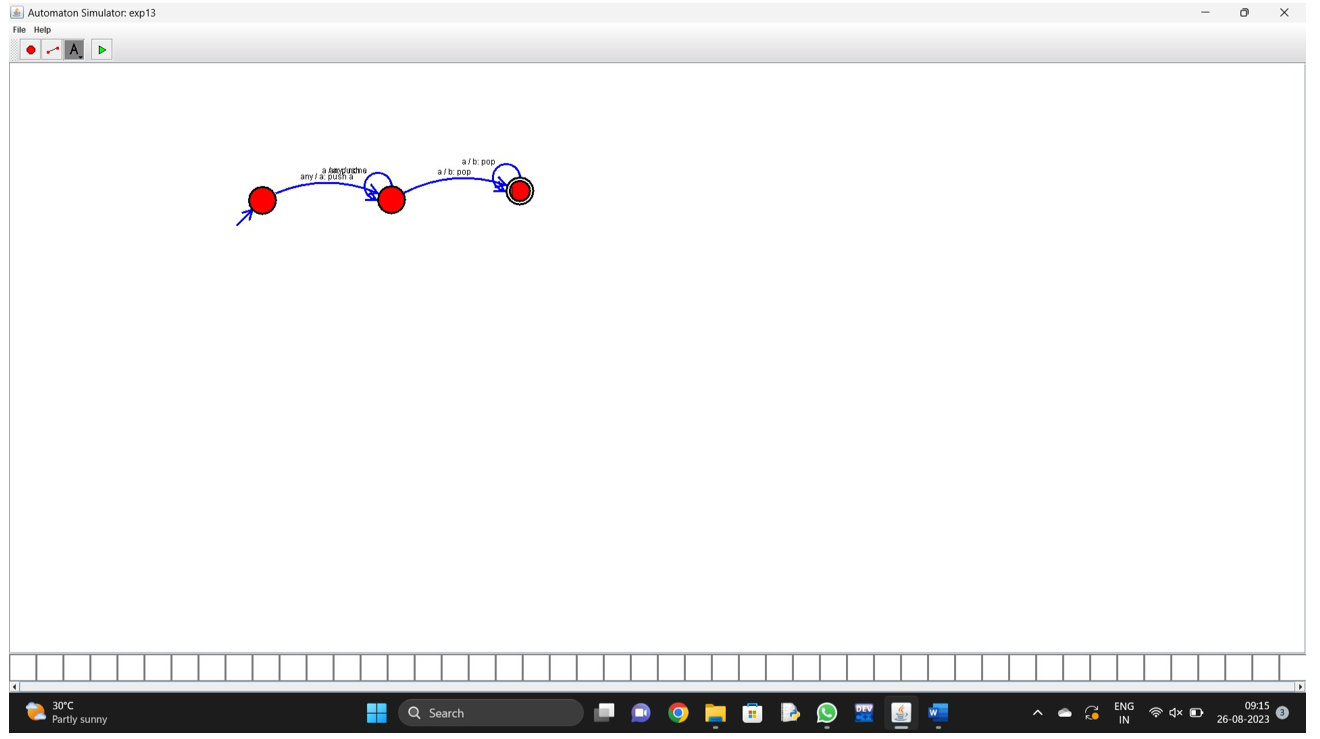 Automaton Simulator: exp13
File Help
A
a / b: pop
a / b: pop
any / a: push a
30°C
Partly sunny
Search
DEV
W
ENG
IN
09:15
26-08-2023
3